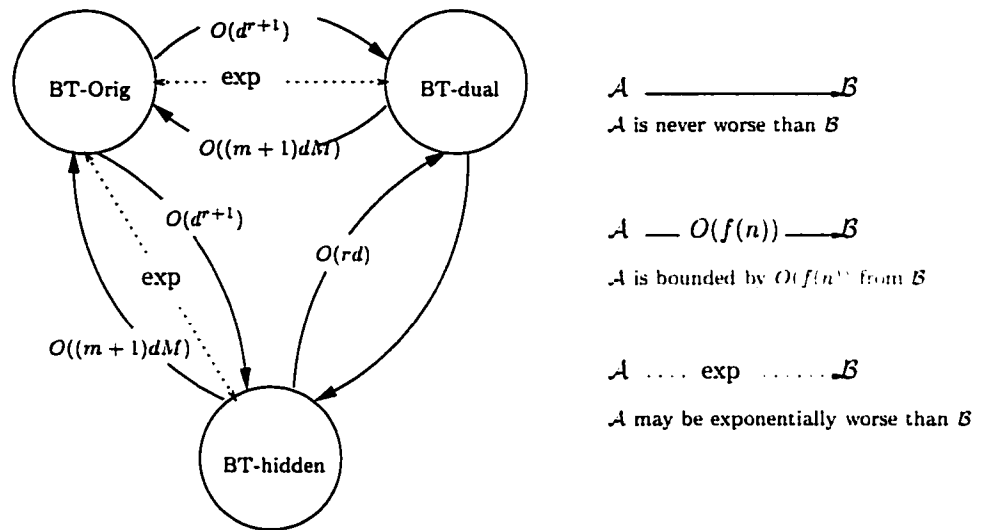 O(d^{r+1})
BT-Orig
exp
BT-dual
O((m + 1)dM)
O(d^{r+1})
O(rd)
exp
O((m + 1)dM)
BT-hidden
𝒜 ℬ
𝒜 is never worse than ℬ
𝒜 O(f(n)) ℬ
𝒜 is bounded by O(f(n)) from ℬ
𝒜 .... exp ...... ℬ
𝒜 may be exponentially worse than ℬ